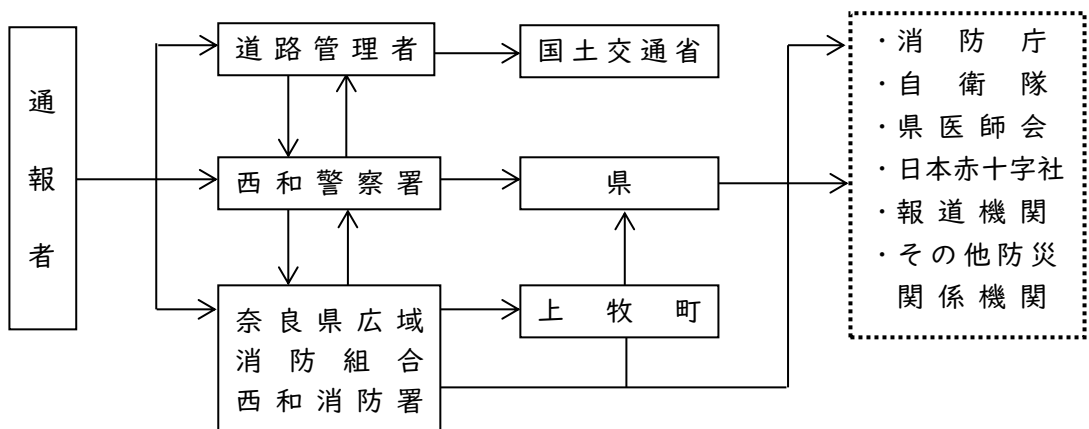 通報者
道路管理者
国土交通省
西和警察署
県
奈良県広域
消防組合
西和消防署
上牧町
・消防庁
・自衛隊
・県医師会
・日本赤十字社
・報道機関
・その他防災
関係機関